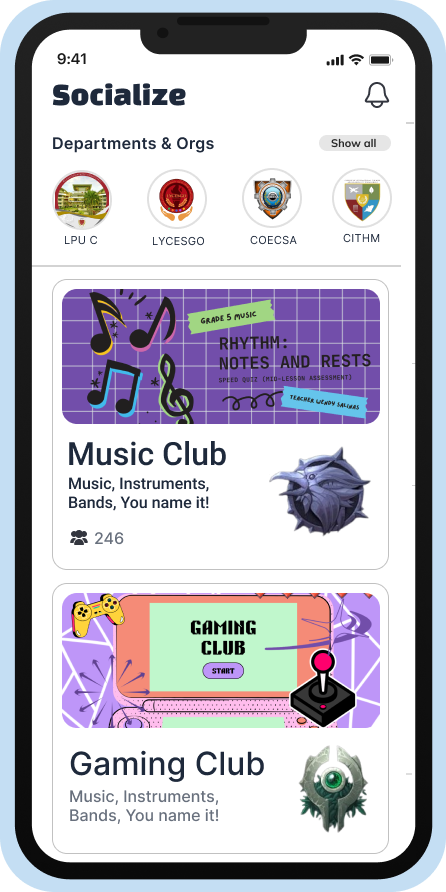 9:41
Socialize
Departments & Orgs
Show all
LPU C
LYCESGO
COECSA
CITHM
GRADE 5 MUSIC
RHYTHM:
NOTES AND RESTS
SPEED QUIZ (MID-LESSON ASSESSMENT)
TEACHER WENDY SALINAS
Music Club
Music, Instruments,
Bands, You name it!
246
GAMING
CLUB
START
Gaming Club
Music, Instruments,
Bands, You name it!